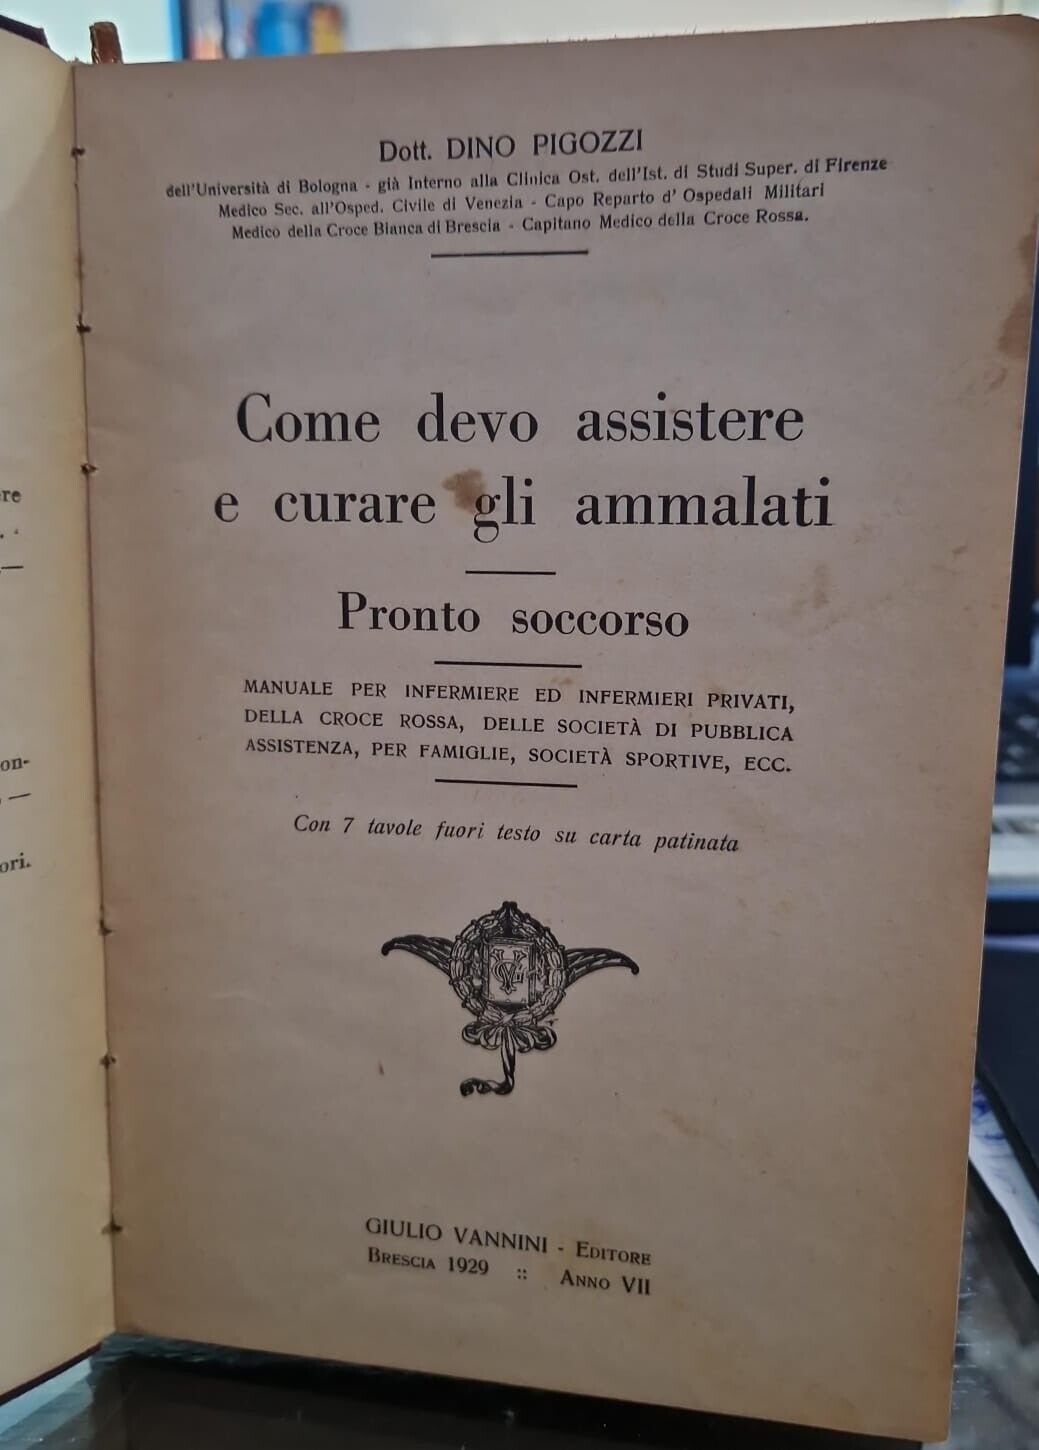 re
on-
ori.
Dott. DINO PIGOZZI
dell'Università di Bologna - già Interno alla Clinica Ost. dell'Ist. di Studi Super. di Firenze
Medico Sec. all'Osped. Civile di Venezia - Capo Reparto d' Ospedali Militari
Medico della Croce Bianca di Brescia - Capitano Medico della Croce Rossa.
Come devo assistere
e curare gli ammalati
Pronto soccorso
MANUALE PER INFERMIERE ED INFERMIERI PRIVATI,
DELLA CROCE ROSSA, DELLE SOCIETÀ DI PUBBLICA
ASSISTENZA, PER FAMIGLIE, SOCIETÀ SPORTIVE, ECC.
Con 7 tavole fuori testo su carta patinata
GIULIO VANNINI - EDITORE
BRESCIA 1929 :: ANNO VII